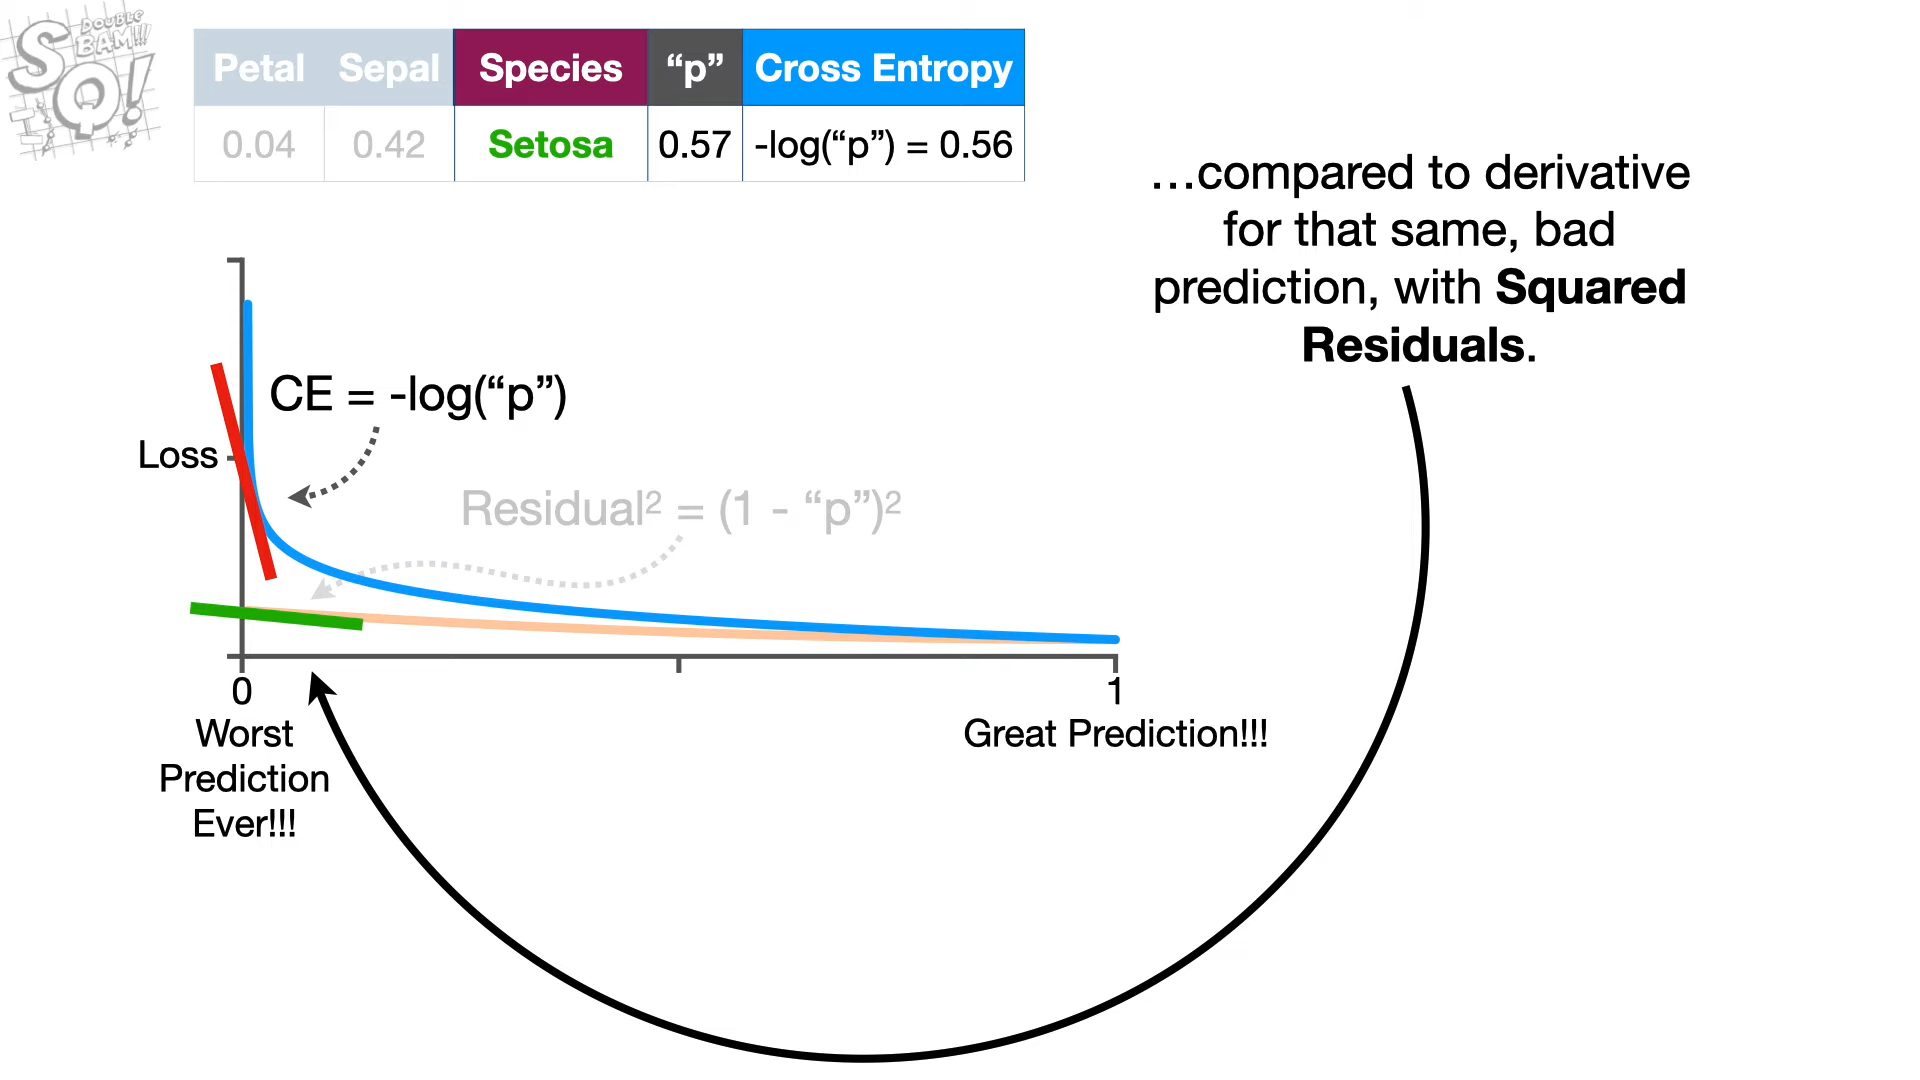 DOUBLE
BAM!!!
SQ!
Petal Sepal Species “p” Cross Entropy
0.04 0.42 Setosa 0.57 -log(“p”) = 0.56
…compared to derivative
for that same, bad
prediction, with Squared
Residuals.
CE = -log(“p”)
Loss
Residual² = (1 - “p”)²
0 1
Worst
Prediction
Ever!!!
Great Prediction!!!